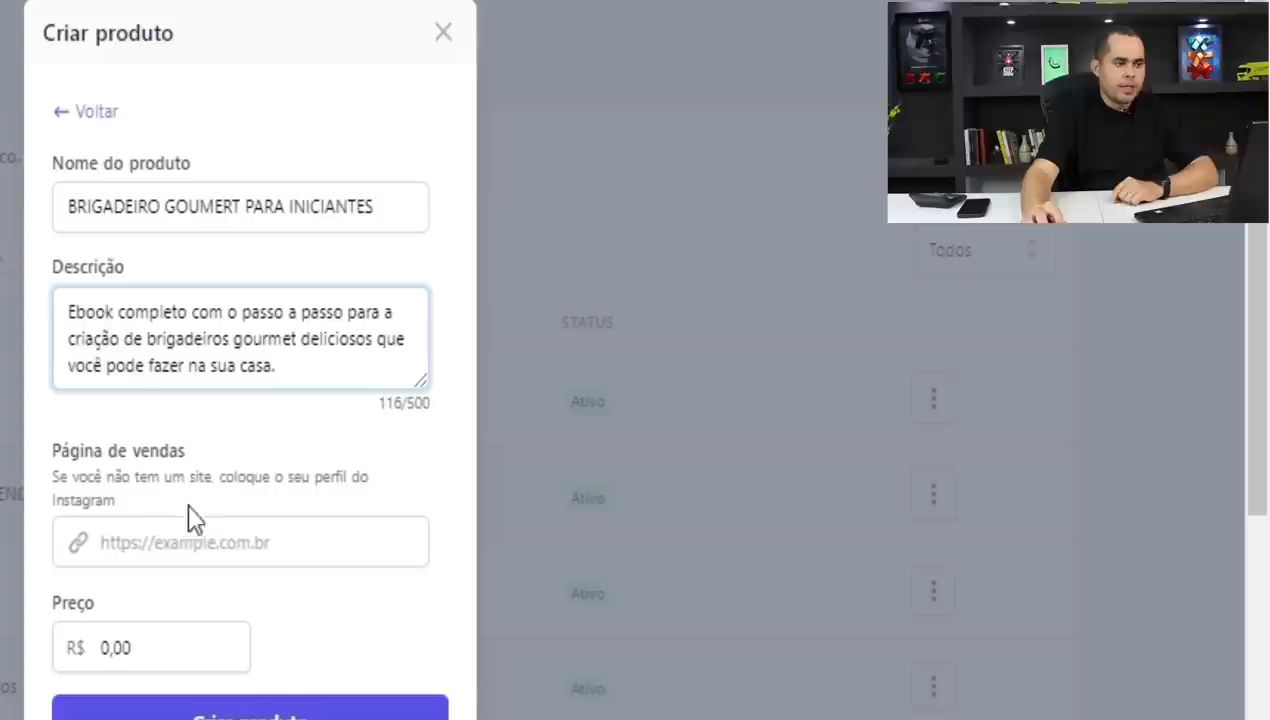 Criar produto
← Voltar
Nome do produto
BRIGADEIRO GOUMERT PARA INICIANTES
Descrição
Ebook completo com o passo a passo para a
criação de brigadeiros gourmet deliciosos que
você pode fazer na sua casa.
116/500
Página de vendas
Se você não tem um site, coloque o seu perfil do
Instagram
https://example.com.br
Preço
R$ 0,00
Criar produto
Todos
STATUS
Ativo
Ativo
Ativo
Ativo